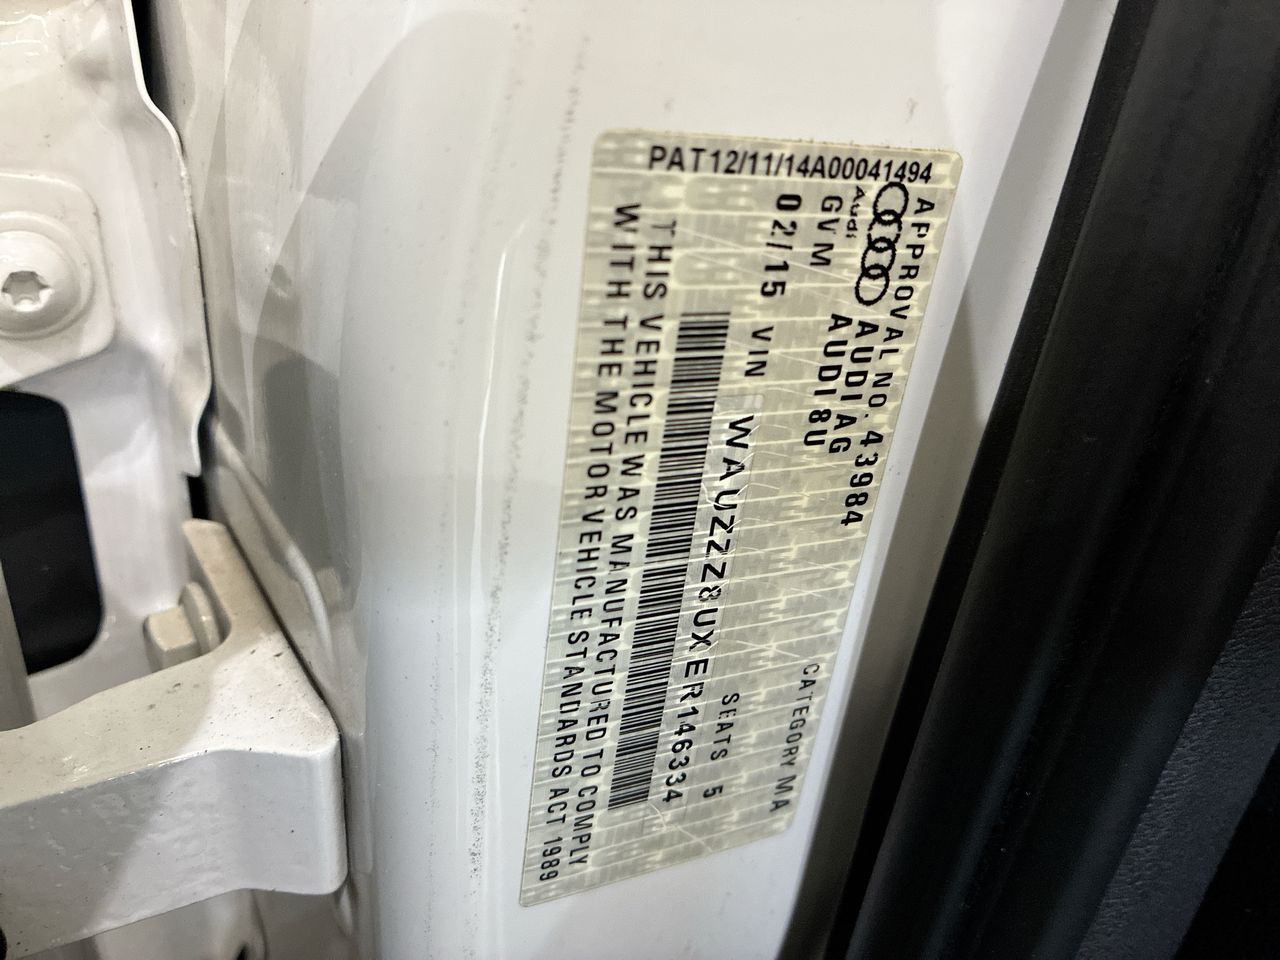 PAT12/11/14A00041494
APPROVAL NO. 43984 CATEGORY MA
Audi AUDI AG
GVM AUDI 8U
SEATS 5
02/15 VIN WAUZZZ8UXER146334
THIS VEHICLE WAS MANUFACTURED TO COMPLY
WITH THE MOTOR VEHICLE STANDARDS ACT 1989